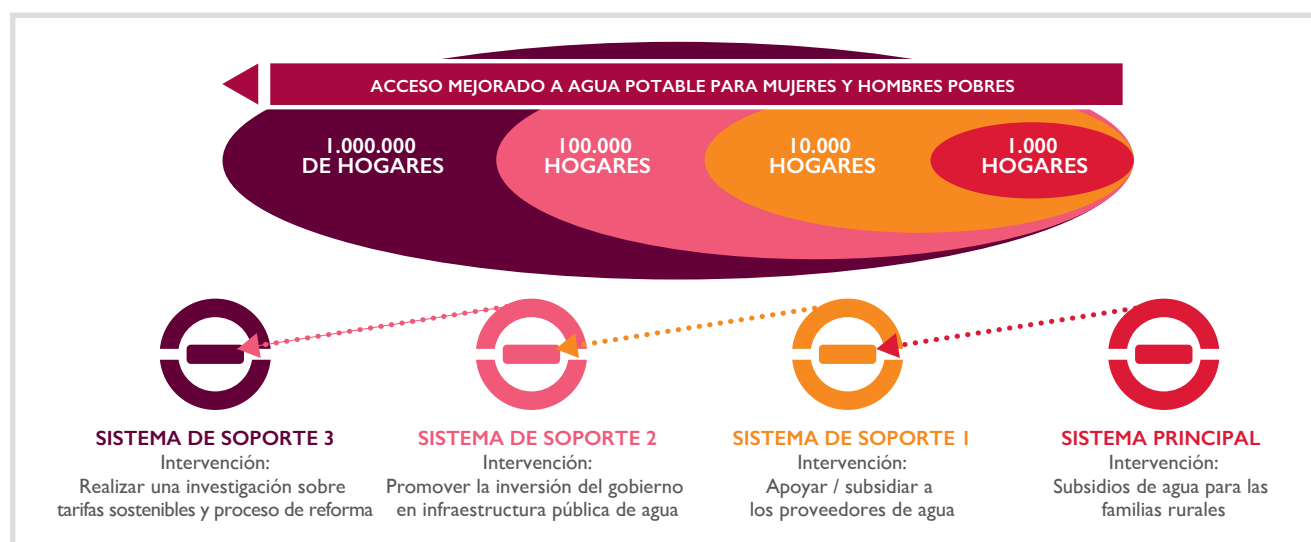 ACCESO MEJORADO A AGUA POTABLE PARA MUJERES Y HOMBRES POBRES
1.000.000
DE HOGARES
100.000
HOGARES
10.000
HOGARES
1.000
HOGARES
SISTEMA DE SOPORTE 3
Intervención:
Realizar una investigación sobre
tarifas sostenibles y proceso de reforma
SISTEMA DE SOPORTE 2
Intervención:
Promover la inversión del gobierno
en infraestructura pública de agua
SISTEMA DE SOPORTE 1
Intervención:
Apoyar / subsidiar a
los proveedores de agua
SISTEMA PRINCIPAL
Intervención:
Subsidios de agua para las
familias rurales